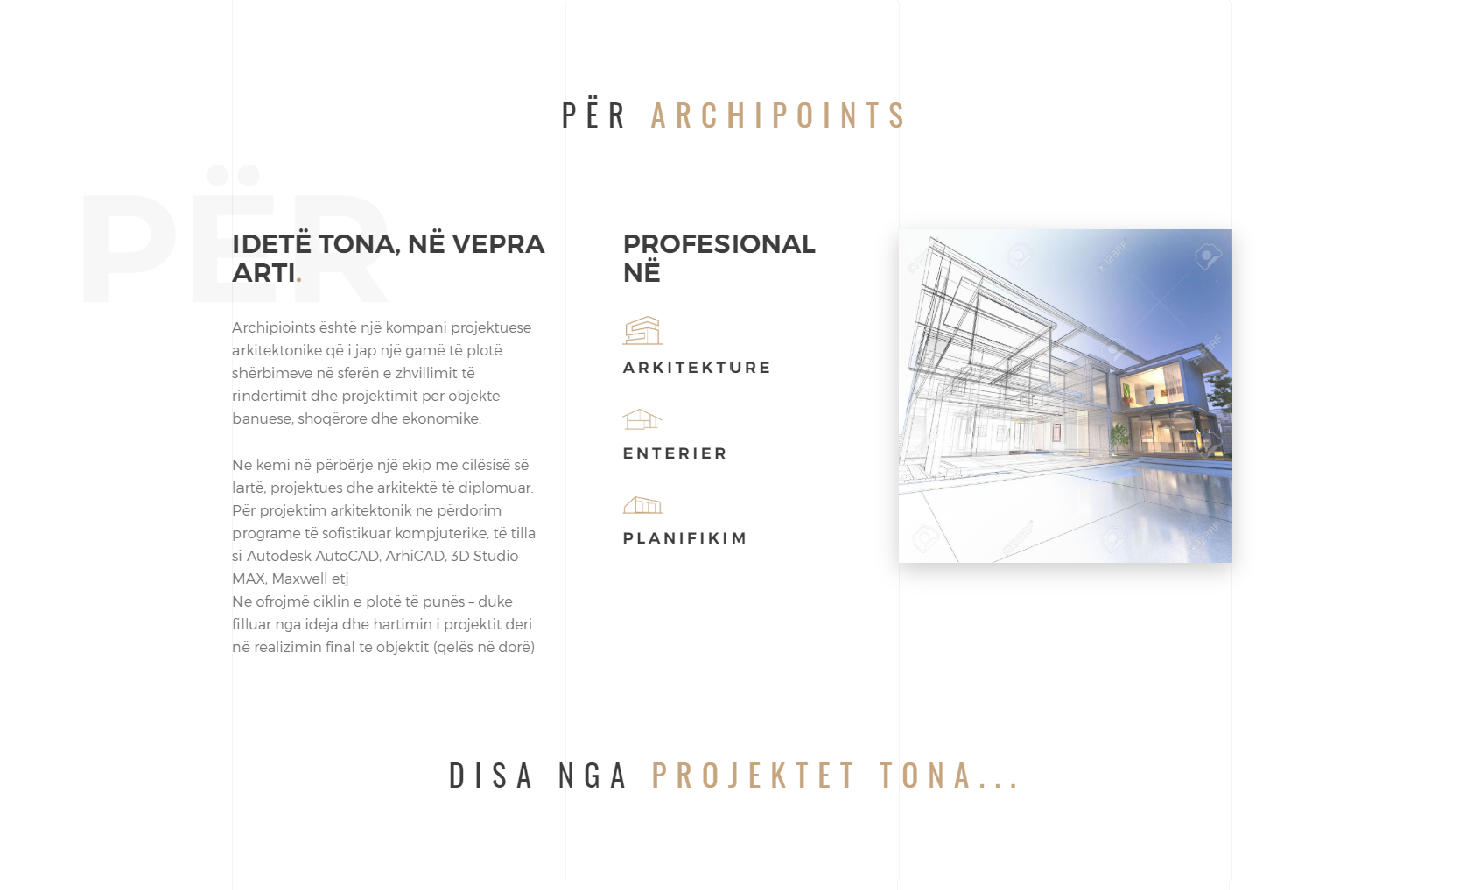 PËR ARCHIPOINTS
PËR
IDETË TONA, NË VEPRA
ARTI.
Archipioints është një kompani projektuese
arkitektonike që i jap një gamë të plotë
shërbimeve në sferën e zhvillimit të
rindertimit dhe projektimit per objekte
banuese, shoqërore dhe ekonomike.
Ne kemi në përbërje një ekip me cilësisë së
lartë, projektues dhe arkitektë të diplomuar.
Për projektim arkitektonik ne përdorim
programe të sofistikuar kompjuterike, të tilla
si Autodesk AutoCAD, ArhiCAD, 3D Studio
MAX, Maxwell etj
Ne ofrojmë ciklin e plotë të punës – duke
filluar nga ideja dhe hartimin i projektit deri
në realizimin final te objektit (qelës në dorë)
PROFESIONAL
NË
ARKITEKTURE
ENTERIER
PLANIFIKIM
DISA NGA PROJEKTET TONA...